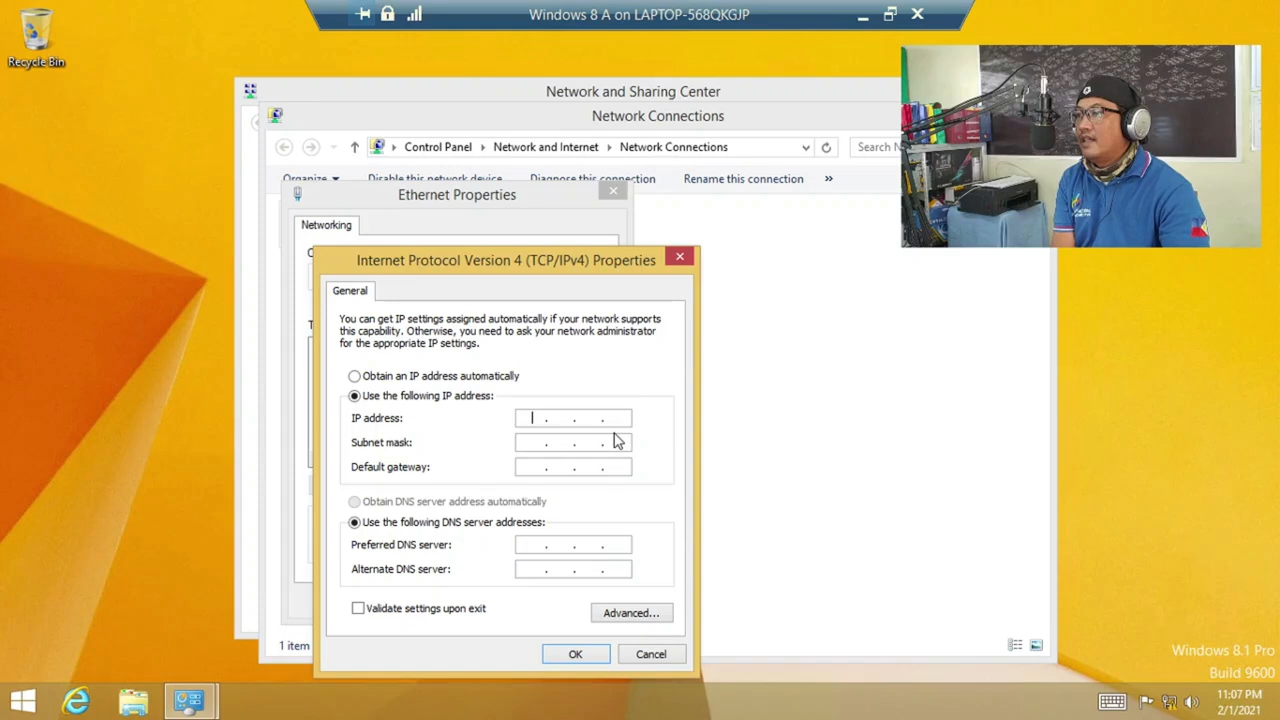 Windows 8 A on LAPTOP-568QKGJP
Recycle Bin
Network and Sharing Center
Network Connections
Control Panel
Network and Internet
Network Connections
Search N
Organize
Disable this network device
Diagnose this connection
Rename this connection
»
Ethernet Properties
Networking
Internet Protocol Version 4 (TCP/IPv4) Properties
General
You can get IP settings assigned automatically if your network supports
this capability. Otherwise, you need to ask your network administrator
for the appropriate IP settings.
Obtain an IP address automatically
Use the following IP address:
IP address:
Subnet mask:
Default gateway:
Obtain DNS server address automatically
Use the following DNS server addresses:
Preferred DNS server:
Alternate DNS server:
Validate settings upon exit
Advanced...
OK
Cancel
1 item
Windows 8.1 Pro
Build 9600
11:07 PM
2/1/2021